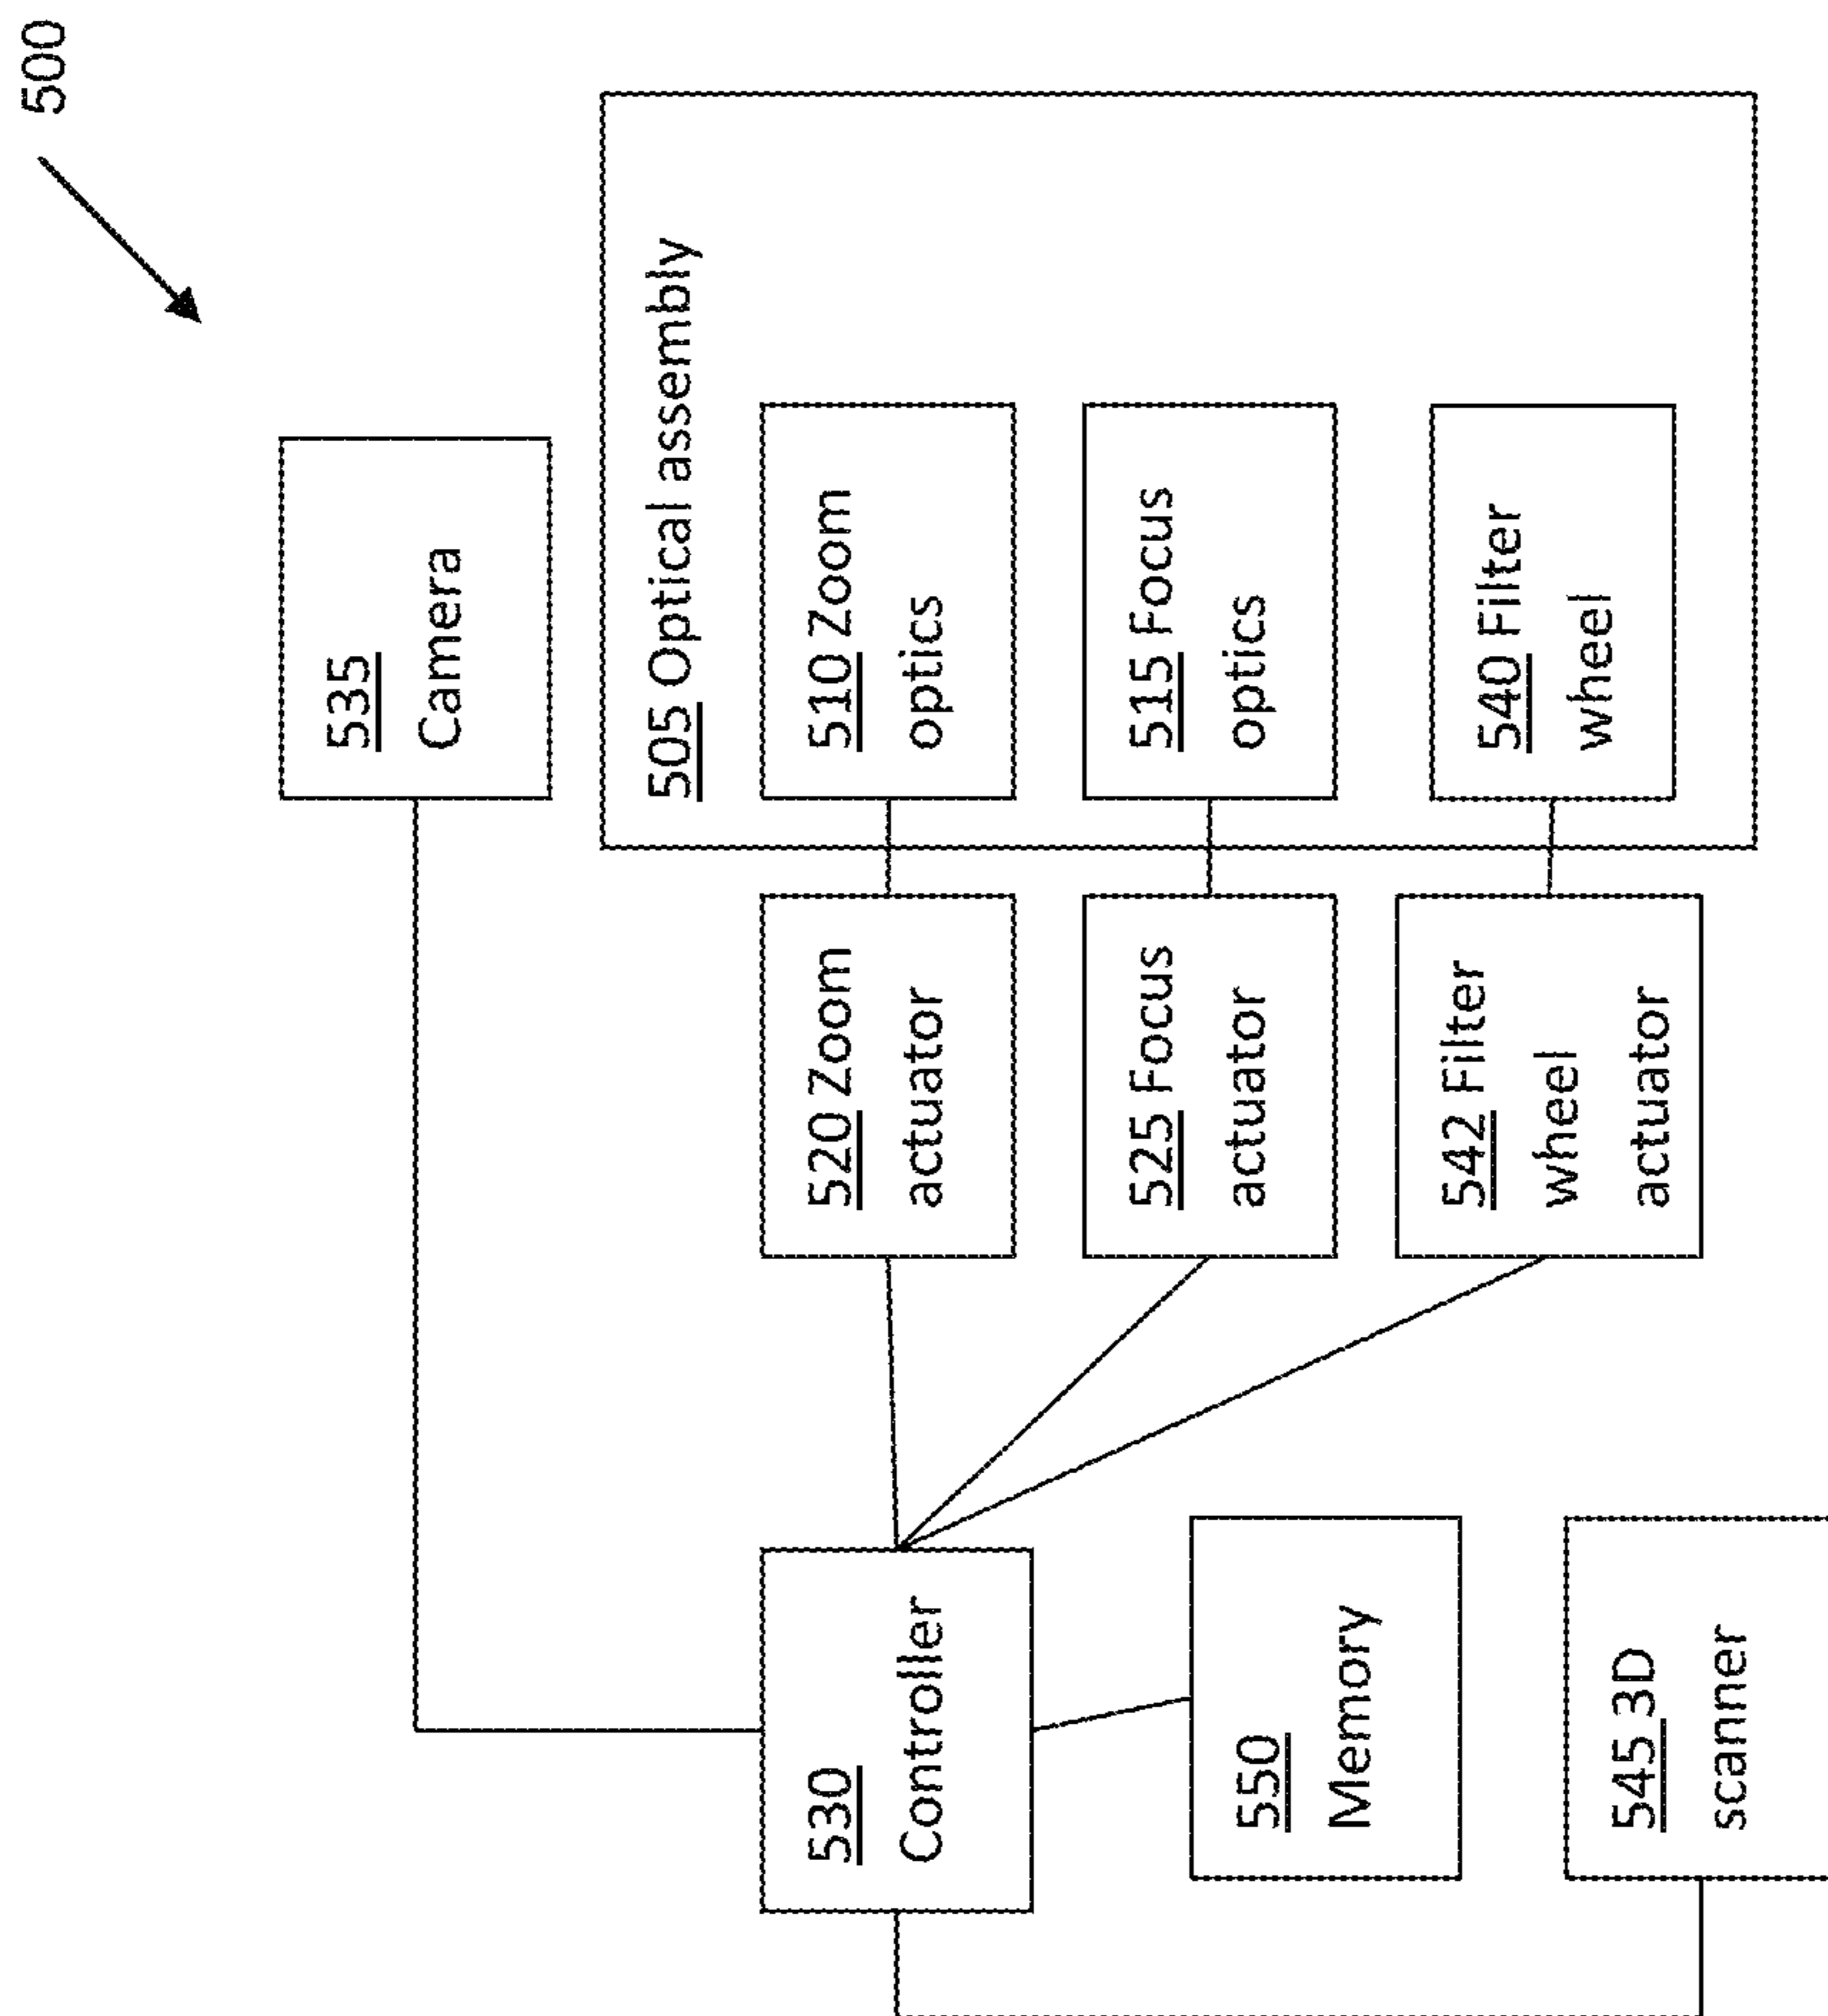 500
535
Camera
505 Optical assembly
510 Zoom
optics
515 Focus
optics
540 Filter
wheel
520 Zoom
actuator
525 Focus
actuator
542 Filter
wheel
actuator
530
Controller
550
Memory
545 3D
scanner